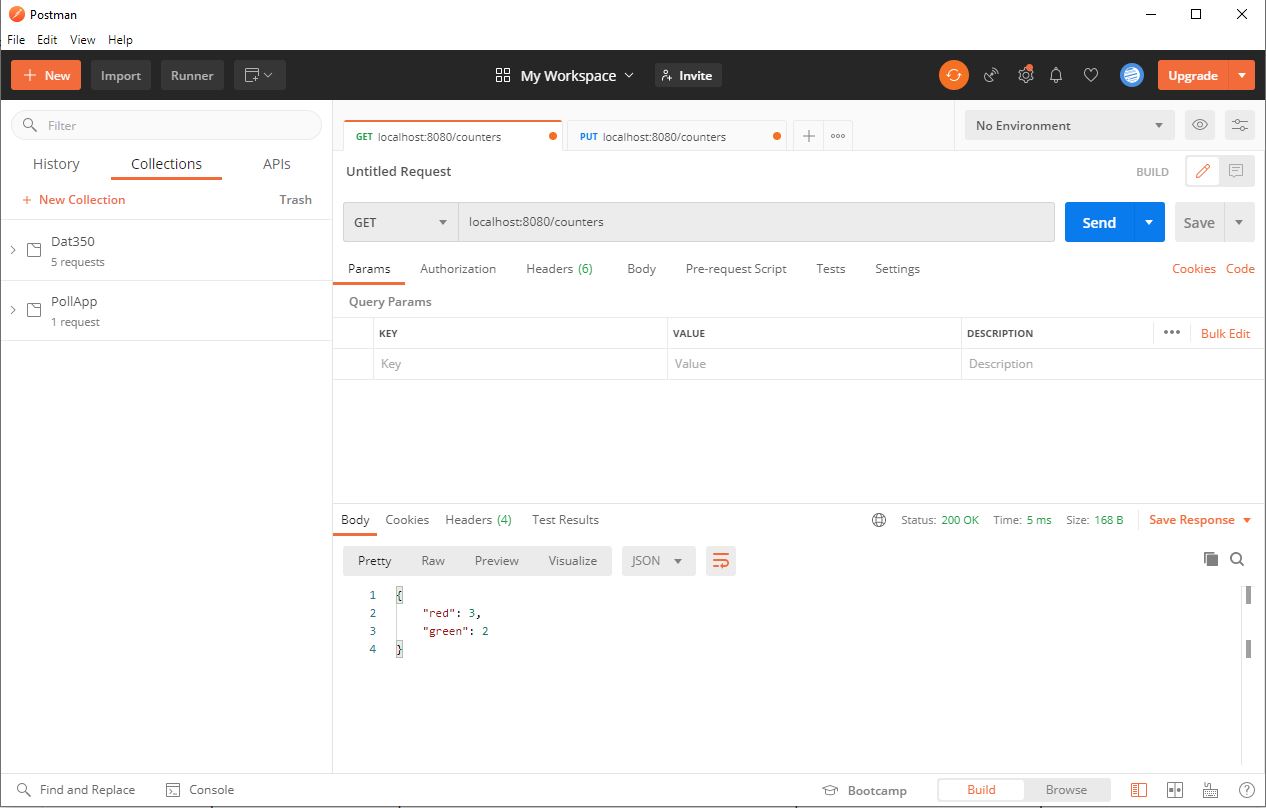 Postman
File Edit View Help
New Import Runner My Workspace Invite Upgrade
Filter
History Collections APIs
+ New Collection Trash
Dat350
5 requests
PollApp
1 request
GET localhost:8080/counters PUT localhost:8080/counters No Environment
Untitled Request BUILD
GET localhost:8080/counters Send Save
Params Authorization Headers (6) Body Pre-request Script Tests Settings Cookies Code
Query Params
KEY VALUE DESCRIPTION ••• Bulk Edit
Key Value Description
Body Cookies Headers (4) Test Results Status: 200 OK Time: 5 ms Size: 168 B Save Response
Pretty Raw Preview Visualize JSON
1 {
2 "red": 3,
3 "green": 2
4 }
Find and Replace Console Bootcamp Build Browse